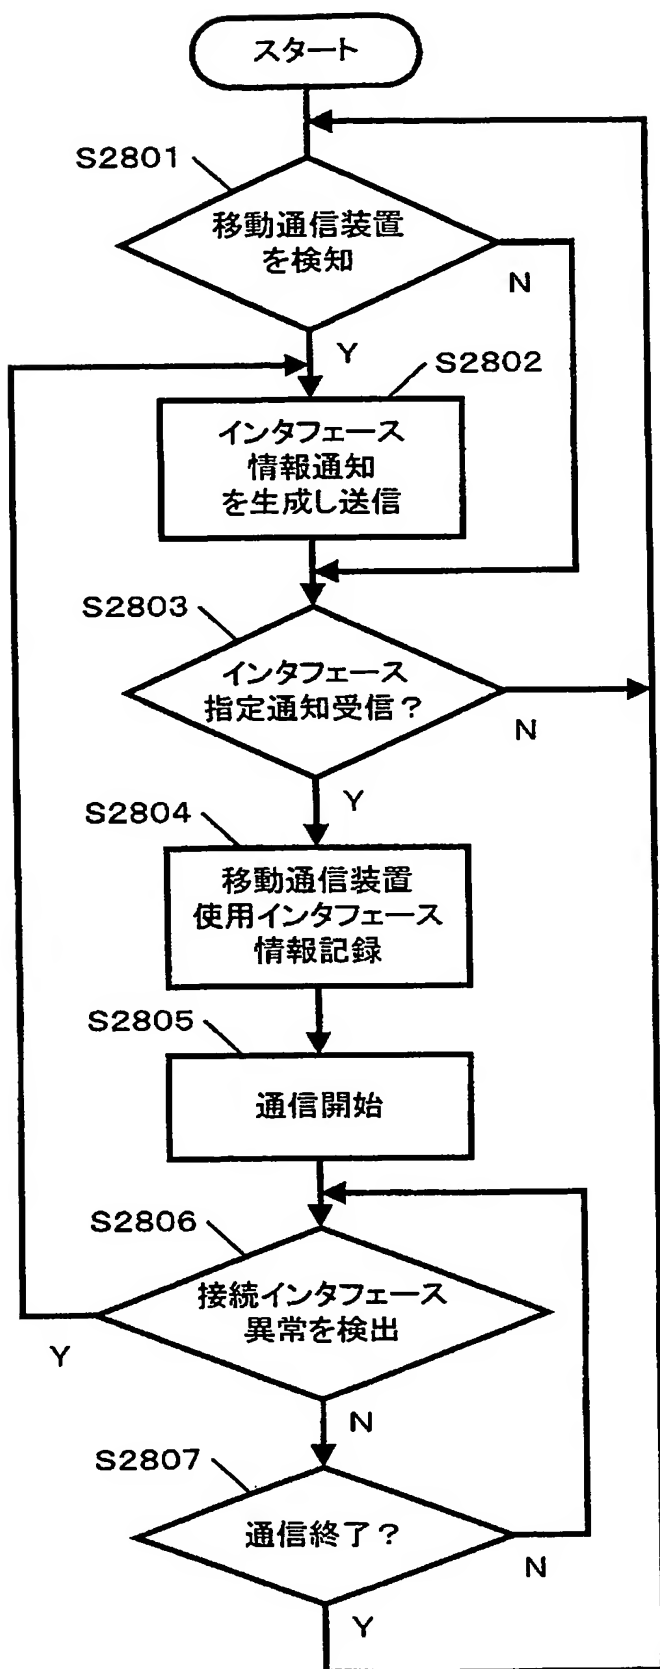 スタート
S2801
移動通信装置
を検知
N
Y
S2802
インタフェース
情報通知
を生成し送信
S2803
インタフェース
指定通知受信？
N
Y
S2804
移動通信装置
使用インタフェース
情報記録
S2805
通信開始
S2806
接続インタフェース
異常を検出
Y
N
S2807
通信終了？
N
Y